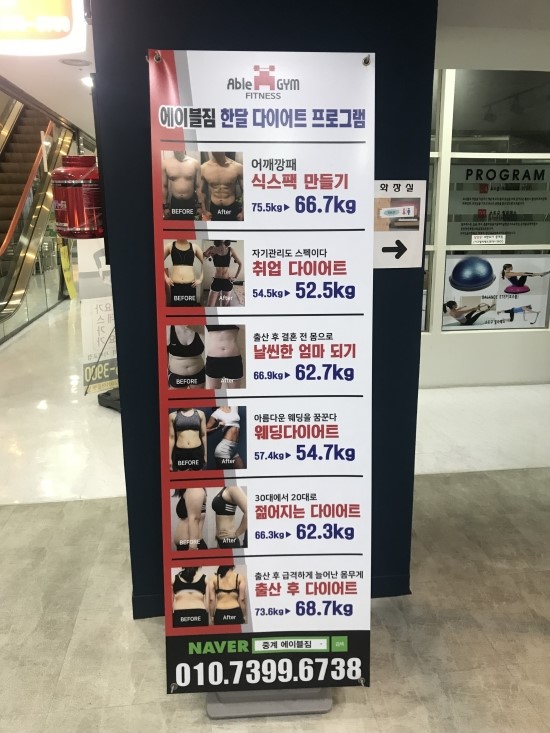 Able GYM
FITNESS
에이블짐 한달 다이어트 프로그램
어깨깡패
식스팩 만들기
75.5kg▶ 66.7kg
BEFORE After
자기관리도 스펙이다
취업 다이어트
54.5kg▶ 52.5kg
BEFORE After
출산 후 결혼 전 몸으로
날씬한 엄마 되기
66.9kg▶ 62.7kg
BEFORE After
아름다운 웨딩을 꿈꾼다
웨딩다이어트
57.4kg▶ 54.7kg
BEFORE After
30대에서 20대로
젊어지는 다이어트
66.3kg▶ 62.3kg
BEFORE After
출산 후 급격하게 늘어난 몸무게
출산 후 다이어트
73.6kg▶ 68.7kg
BEFORE After
NAVER 중계 에이블짐
010.7399.6738
화장실
PROGRAM